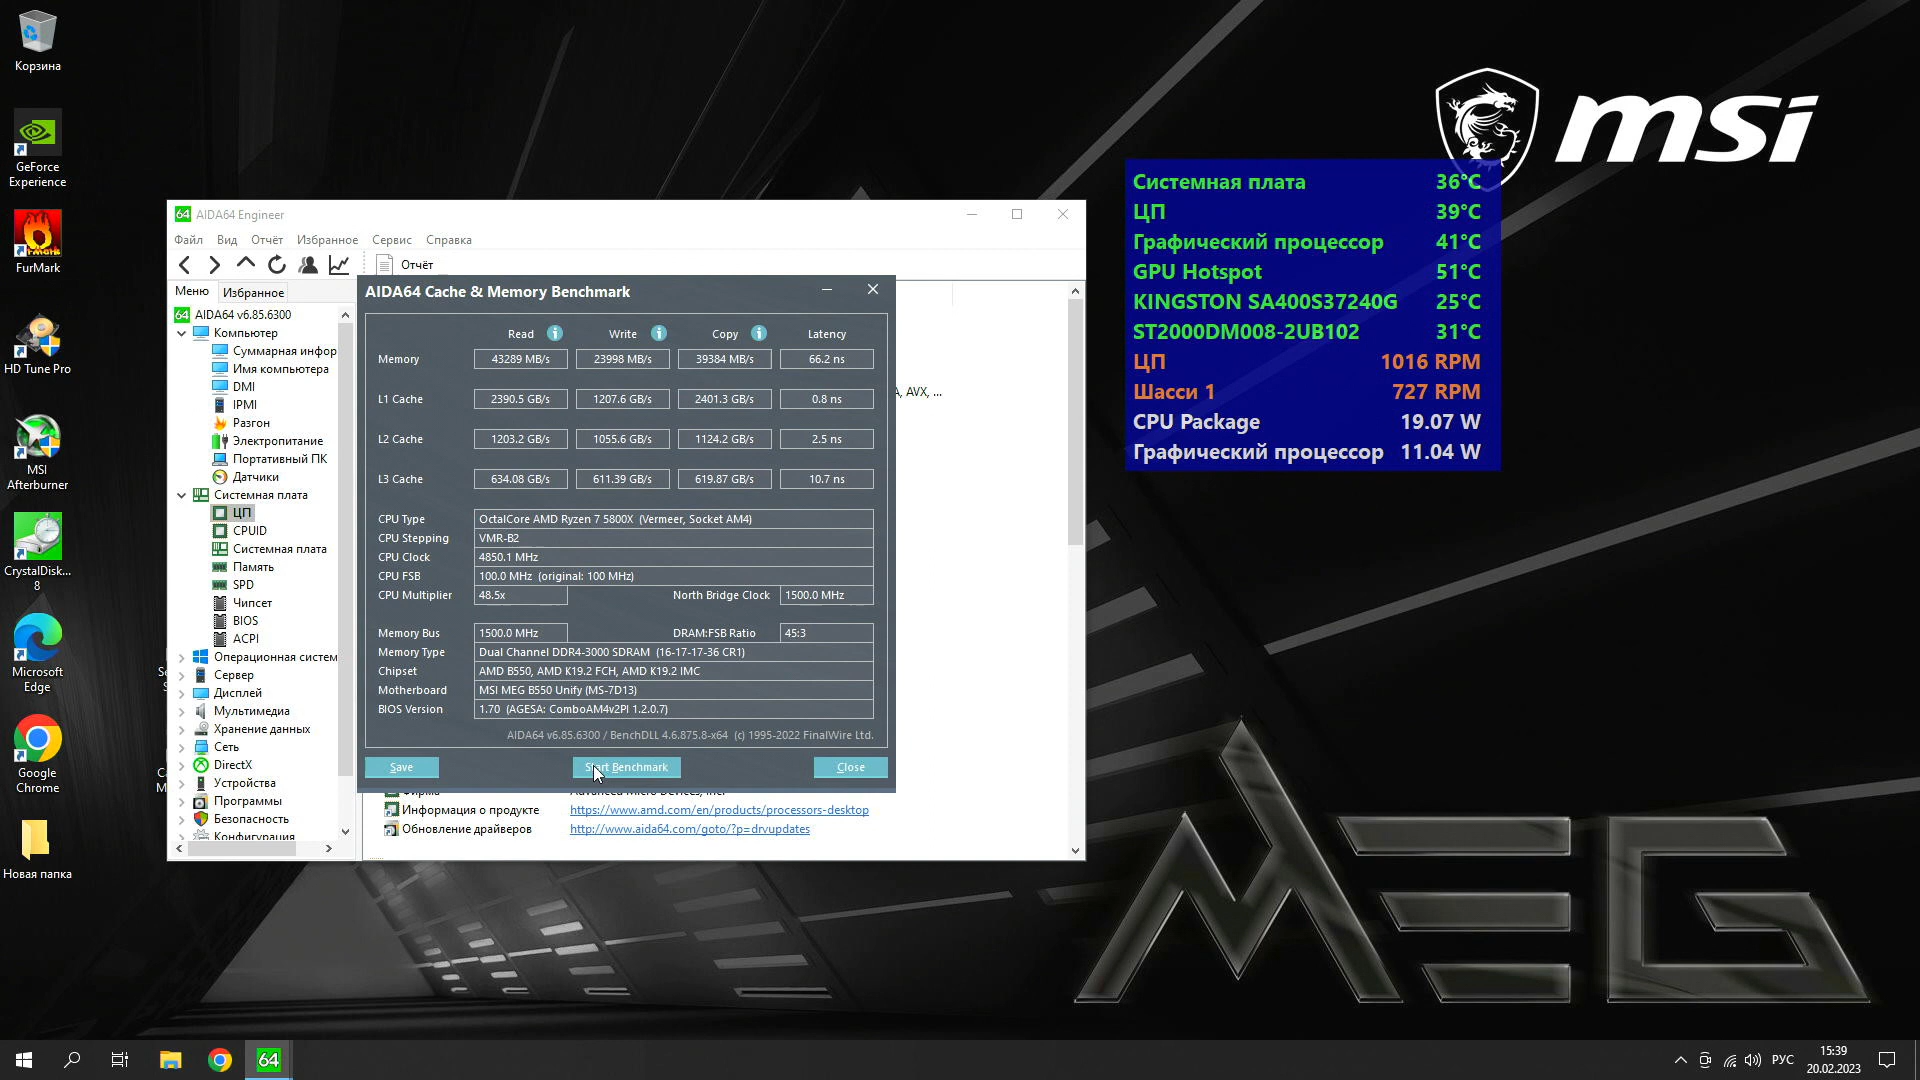 Корзина
GeForce
Experience
FurMark
HD Tune Pro
MSI
Afterburner
CrystalDisk...
8
Microsoft
Edge
Google
Chrome
Новая папка
msi
Системная плата 36°C
ЦП 39°C
Графический процессор 41°C
GPU Hotspot 51°C
KINGSTON SA400S37240G 25°C
ST2000DM008-2UB102 31°C
ЦП 1016 RPM
Шасси 1 727 RPM
CPU Package 19.07 W
Графический процессор 11.04 W
64 AIDA64 Engineer
Файл Вид Отчёт Избранное Сервис Справка
Отчёт
Меню Избранное
64 AIDA64 v6.85.6300
Компьютер
Суммарная инфор
Имя компьютера
DMI
IPMI
Разгон
Электропитание
Портативный ПК
Датчики
Системная плата
ЦП
CPUID
Системная плата
Память
SPD
Чипсет
BIOS
ACPI
Операционная систем
Сервер
Дисплей
Мультимедиа
Хранение данных
Сеть
DirectX
Устройства
Программы
Безопасность
Конфигурация
AIDA64 Cache & Memory Benchmark
Read Write Copy Latency
Memory 43289 MB/s 23998 MB/s 39384 MB/s 66.2 ns
L1 Cache 2390.5 GB/s 1207.6 GB/s 2401.3 GB/s 0.8 ns
L2 Cache 1203.2 GB/s 1055.6 GB/s 1124.2 GB/s 2.5 ns
L3 Cache 634.08 GB/s 611.39 GB/s 619.87 GB/s 10.7 ns
CPU Type OctalCore AMD Ryzen 7 5800X (Vermeer, Socket AM4)
CPU Stepping VMR-B2
CPU Clock 4850.1 MHz
CPU FSB 100.0 MHz (original: 100 MHz)
CPU Multiplier 48.5x North Bridge Clock 1500.0 MHz
Memory Bus 1500.0 MHz DRAM:FSB Ratio 45:3
Memory Type Dual Channel DDR4-3000 SDRAM (16-17-17-36 CR1)
Chipset AMD B550, AMD K19.2 FCH, AMD K19.2 IMC
Motherboard MSI MEG B550 Unify (MS-7D13)
BIOS Version 1.70 (AGESA: ComboAM4v2PI 1.2.0.7)
AIDA64 v6.85.6300 / BenchDLL 4.6.875.8-x64 (c) 1995-2022 FinalWire Ltd.
Save Start Benchmark Close
, AVX, ...
Информация о продукте https://www.amd.com/en/products/processors-desktop
Обновление драйверов http://www.aida64.com/goto/?p=drvupdates
MEG
64
РУС
15:39
20.02.2023